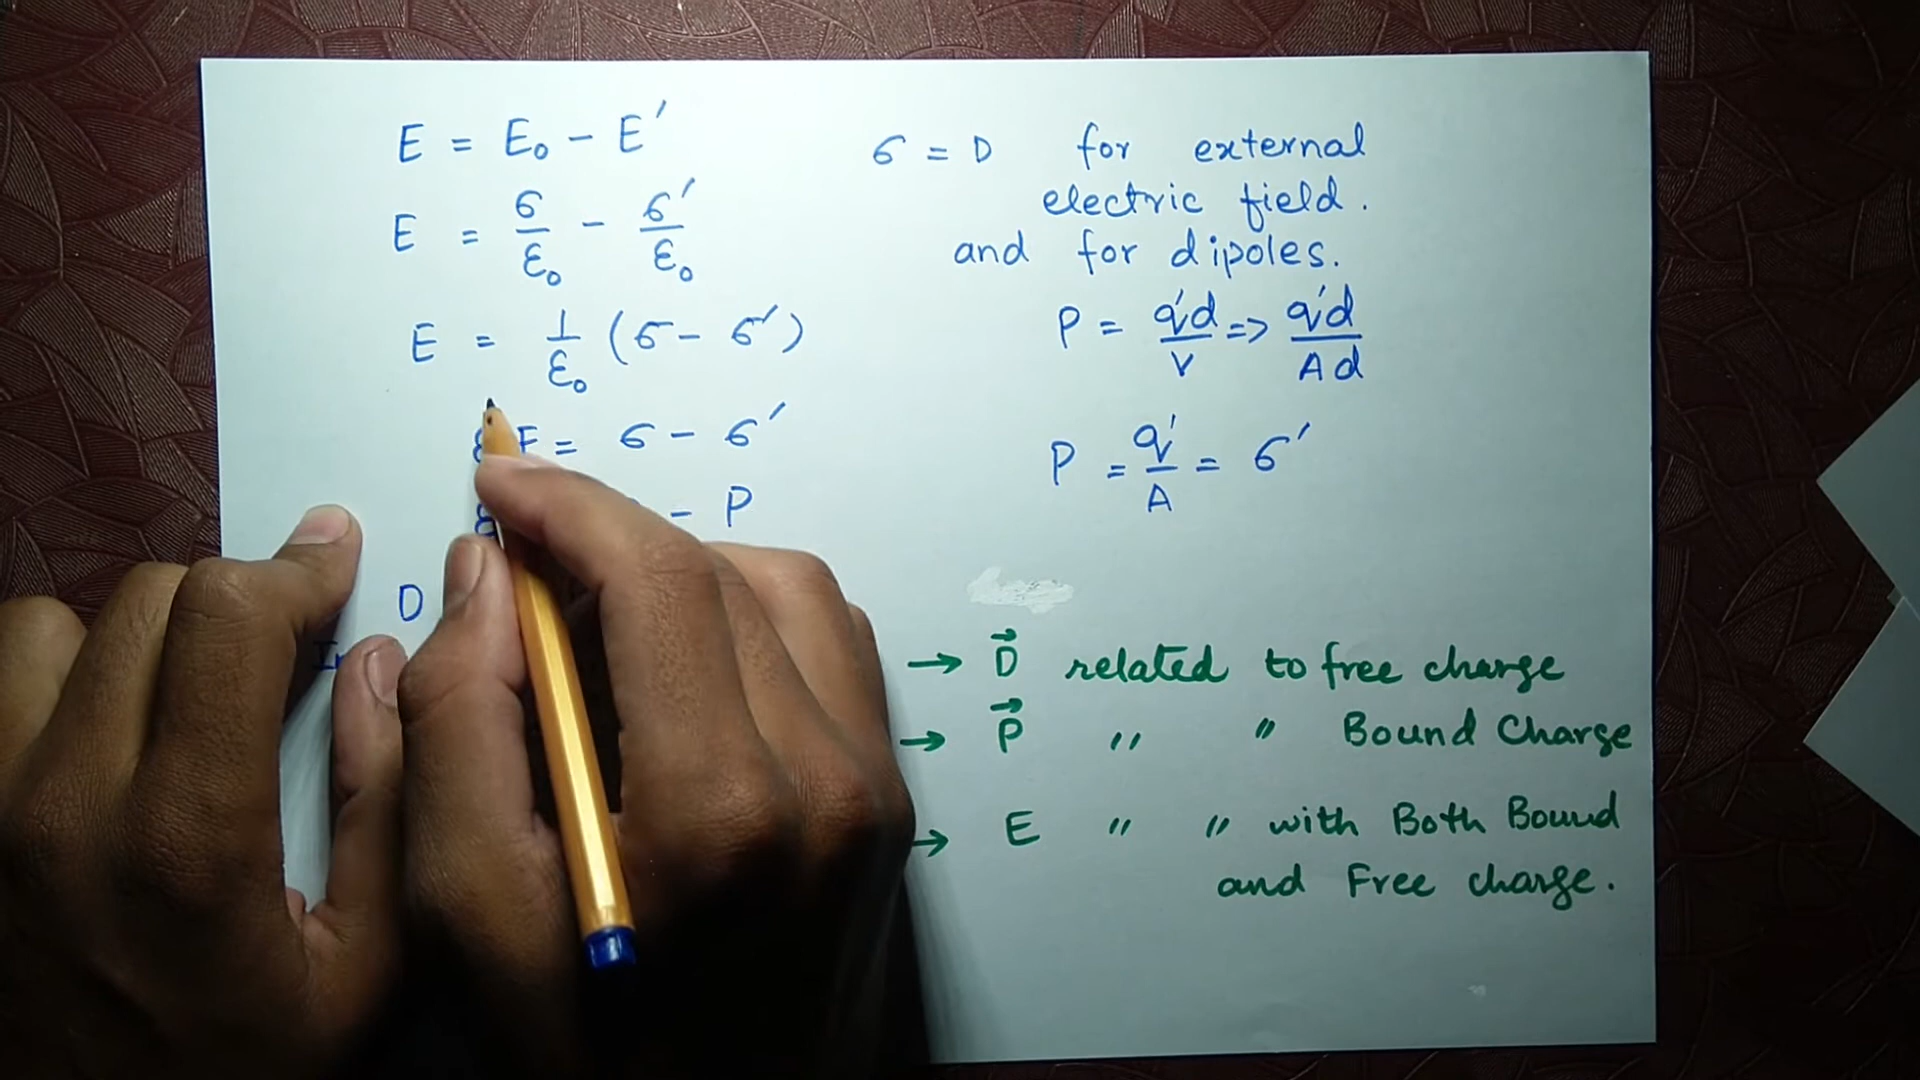 E = E₀ − E′
E = σ/ε₀ − σ′/ε₀
E = 1/ε₀ (σ − σ′)
E = σ − σ′
− P
D
σ = D for external
electric field.
and for dipoles.
P = q′d/V => q′d/Ad
P = q′/A = σ′
→ D⃗ related to free charge
→ P⃗ " " Bound Charge
→ E " " with Both Bound
and Free charge.